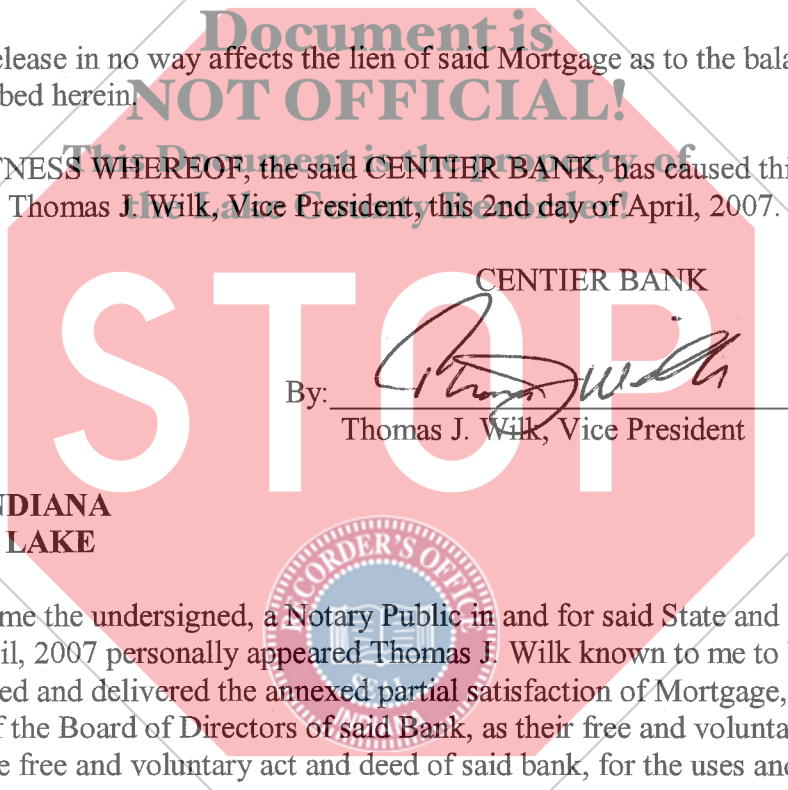 Document is
elease in no way affects the lien of said Mortgage as to the bala
bed herein.
NOT OFFICIAL!
This Document is the property of
TNESS WHEREOF, the said CENTIER BANK, has caused thi
the Lake County Recorder!
Thomas J. Wilk, Vice President, this 2nd day of April, 2007.
CENTIER BANK
STOP
By:
Thomas J. Wilk, Vice President
NDIANA
LAKE
RECORDER'S OFFICE
me the undersigned, a Notary Public in and for said State and
il, 2007 personally appeared Thomas J. Wilk known to me to
ed and delivered the annexed partial satisfaction of Mortgage,
SEAL
f the Board of Directors of said Bank, as their free and volunta
e free and voluntary act and deed of said bank, for the uses and